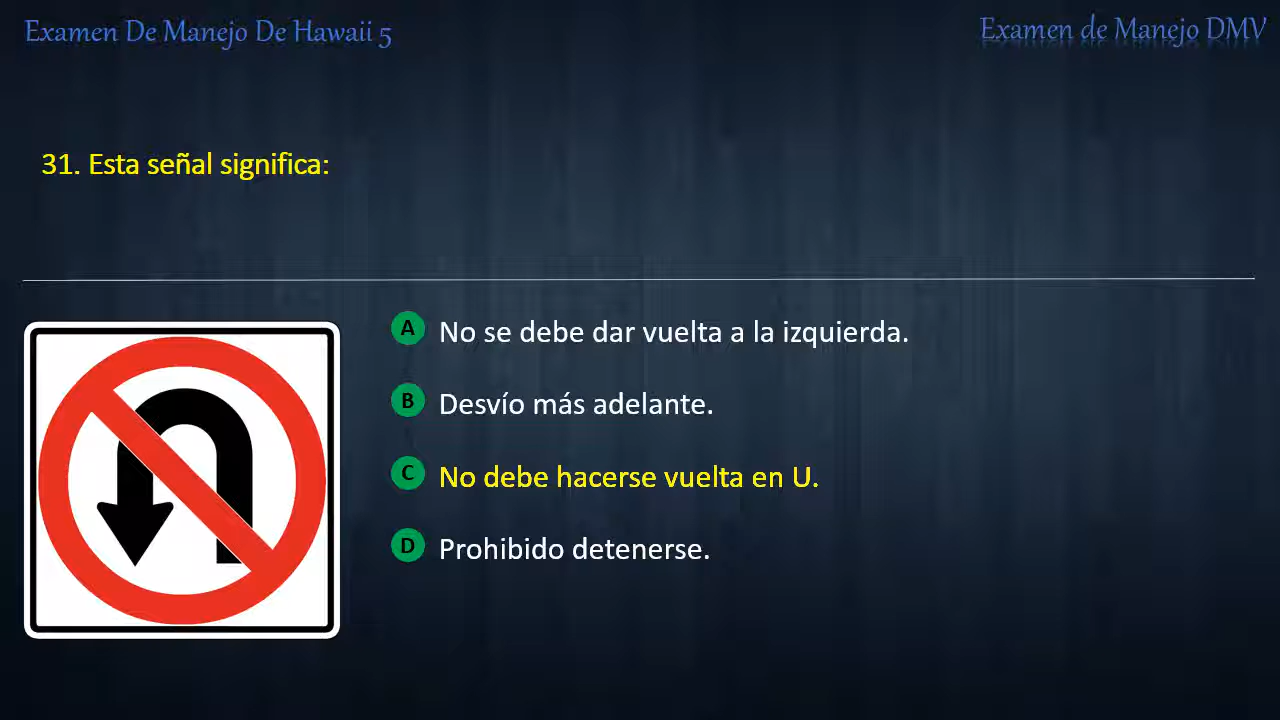 Examen De Manejo De Hawaii 5
Examen de Manejo DMV
31. Esta señal significa:
A No se debe dar vuelta a la izquierda.
B Desvío más adelante.
C No debe hacerse vuelta en U.
D Prohibido detenerse.